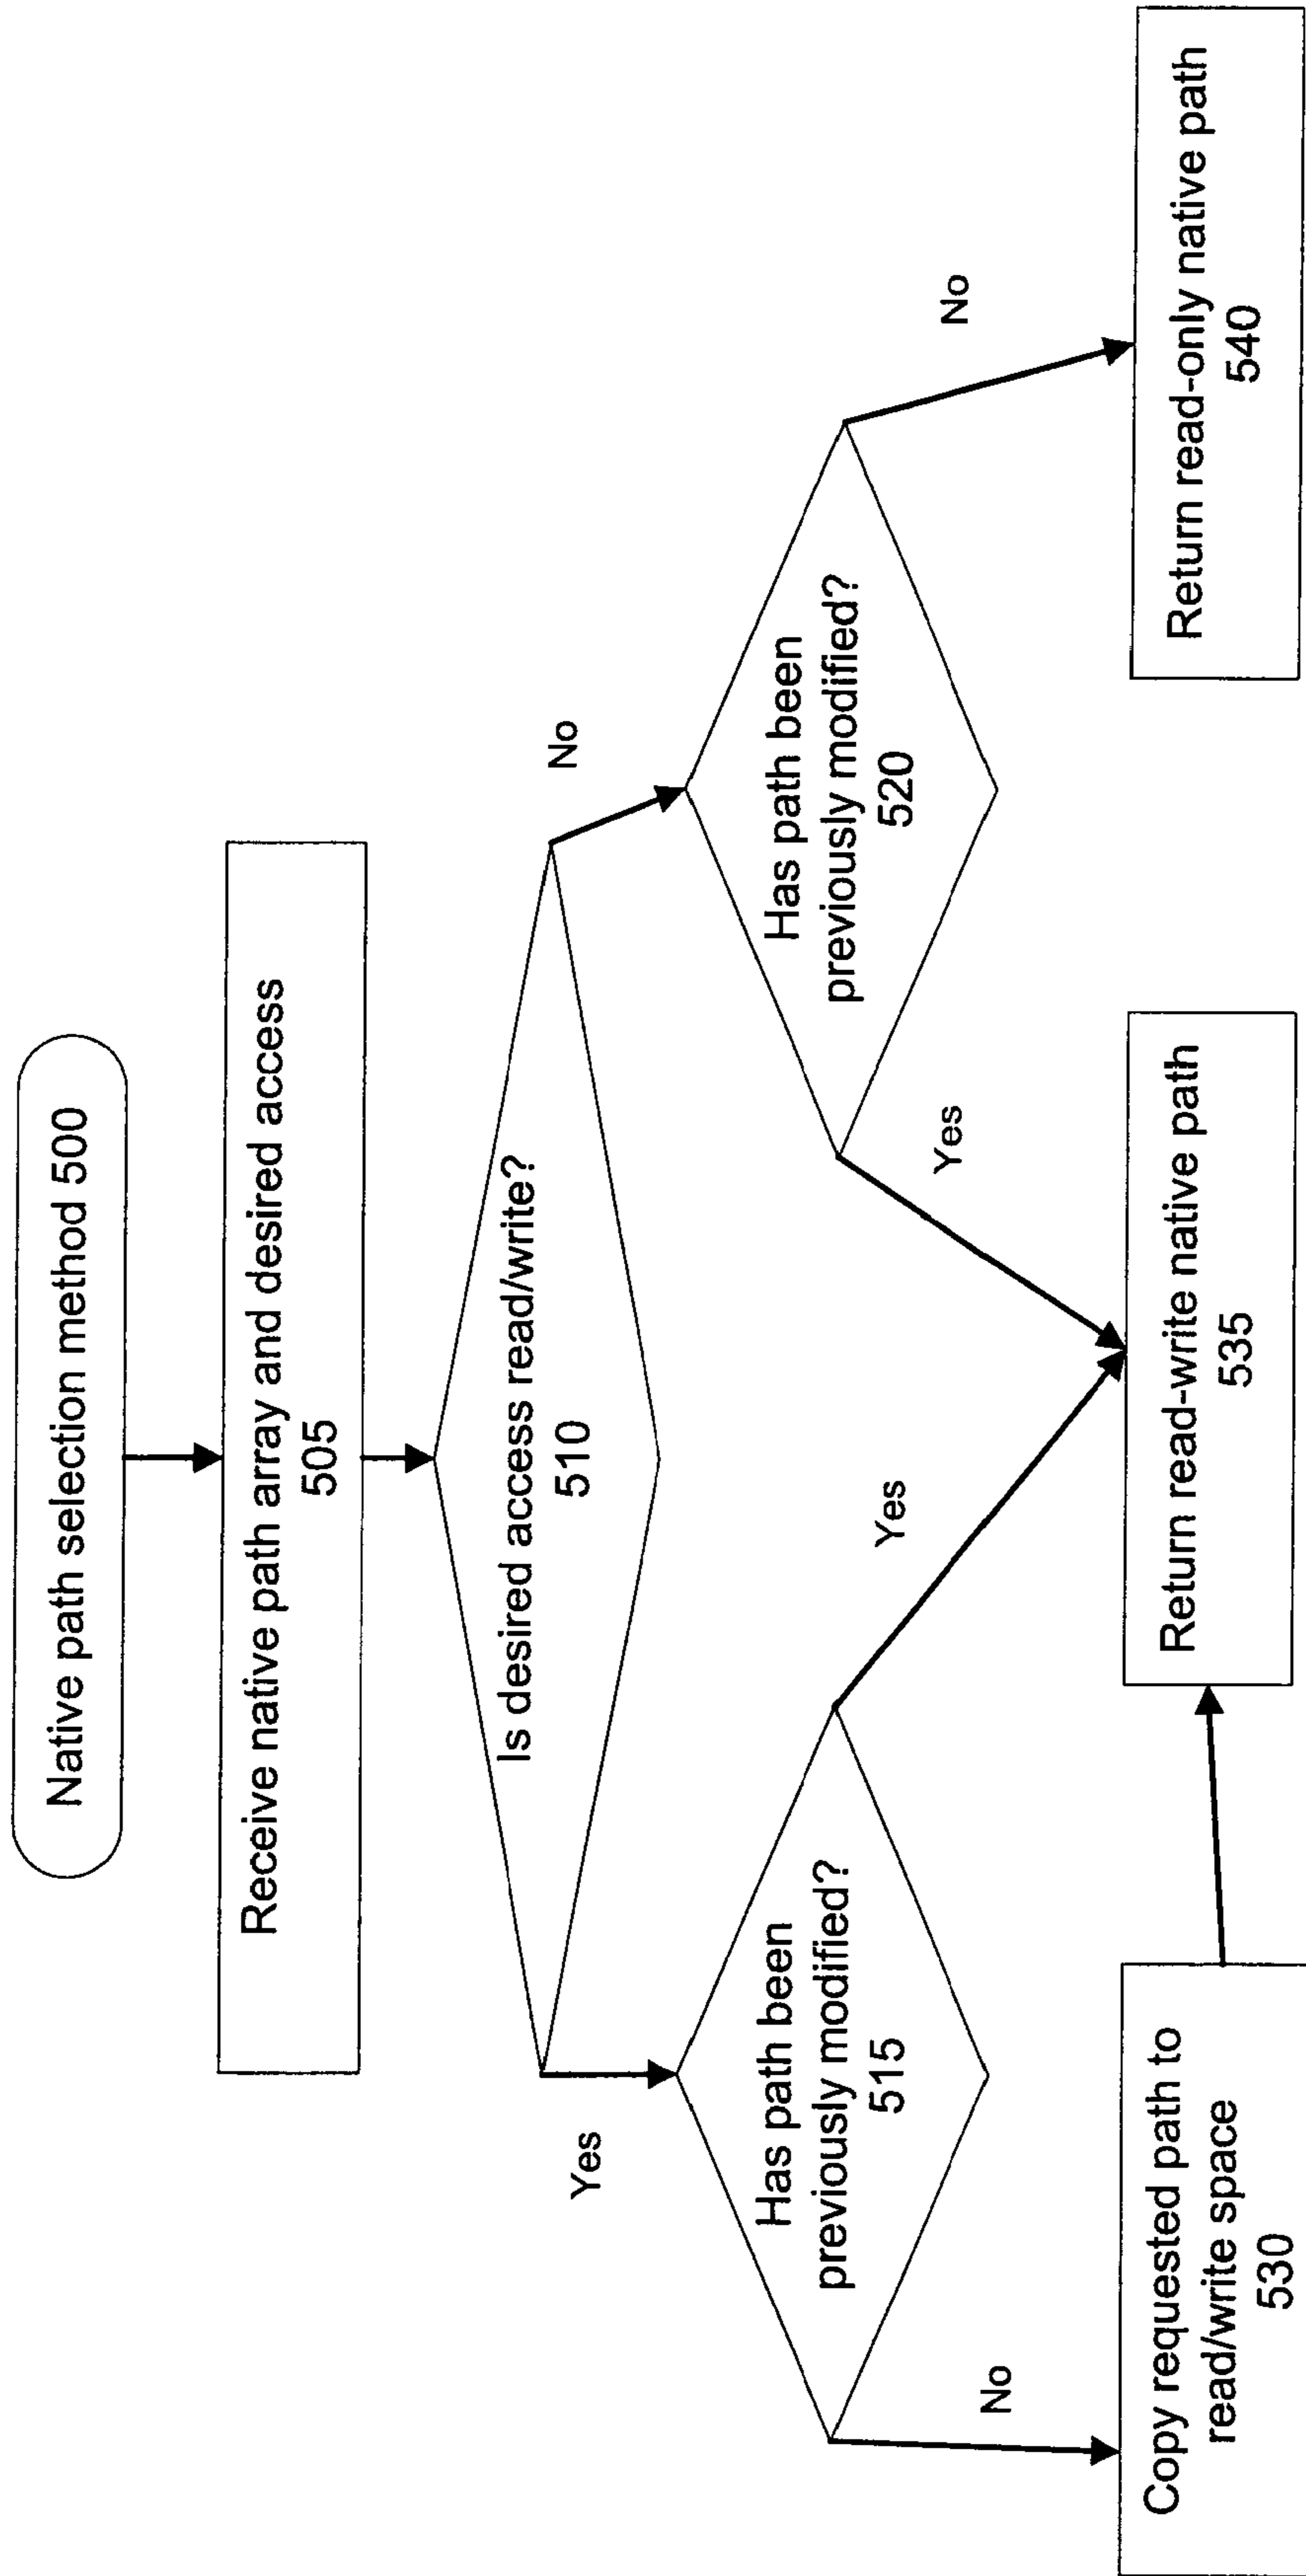 Native path selection method 500
Receive native path array and desired access
505
Is desired access read/write?
510
Yes
No
Has path been
previously modified?
515
Has path been
previously modified?
520
No
Yes
Yes
No
Copy requested path to
read/write space
530
Return read-write native path
535
Return read-only native path
540